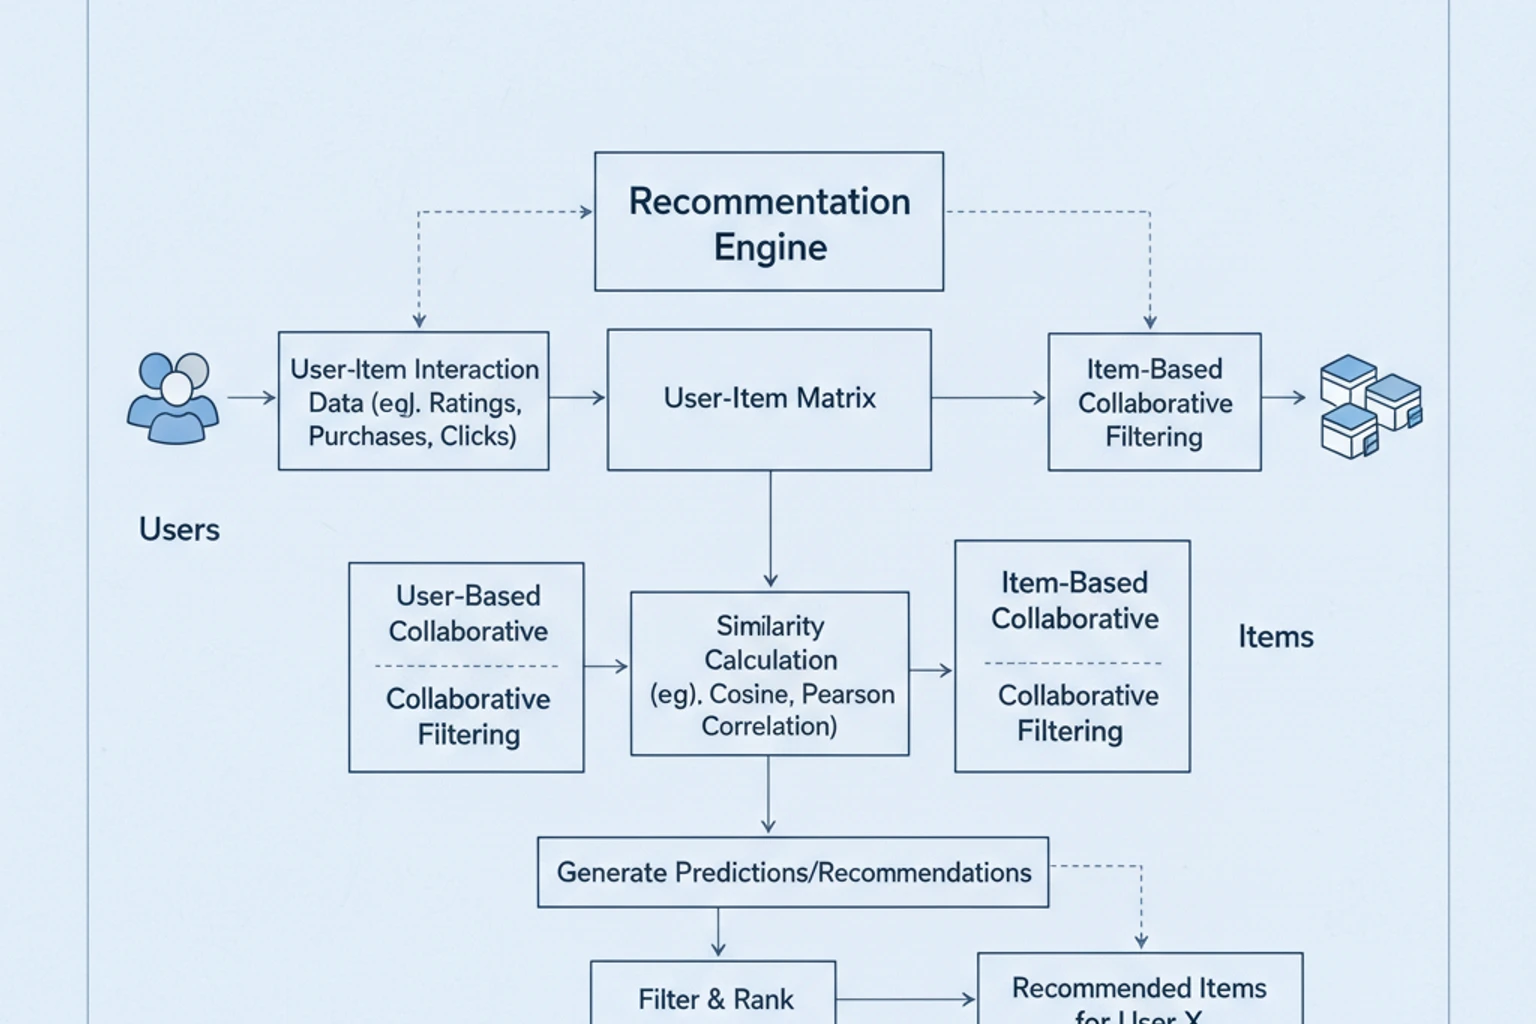 Recommentation
Engine
User-Item Interaction
Data (eqJ. Ratings,
Purchases, Clicks)
User-Item Matrix
Item-Based
Collaborative
Filtering
Users
User-Based
Collaborative
Collaborative
Fiitering
Similarity
Calculation
(eg). Cosine, Pearson
Correlation)
Item-Based
Collaborative
Collaborative
Filtering
Items
Generate Predictions/Recommendations
Filter & Rank
Recommended Items
for User X